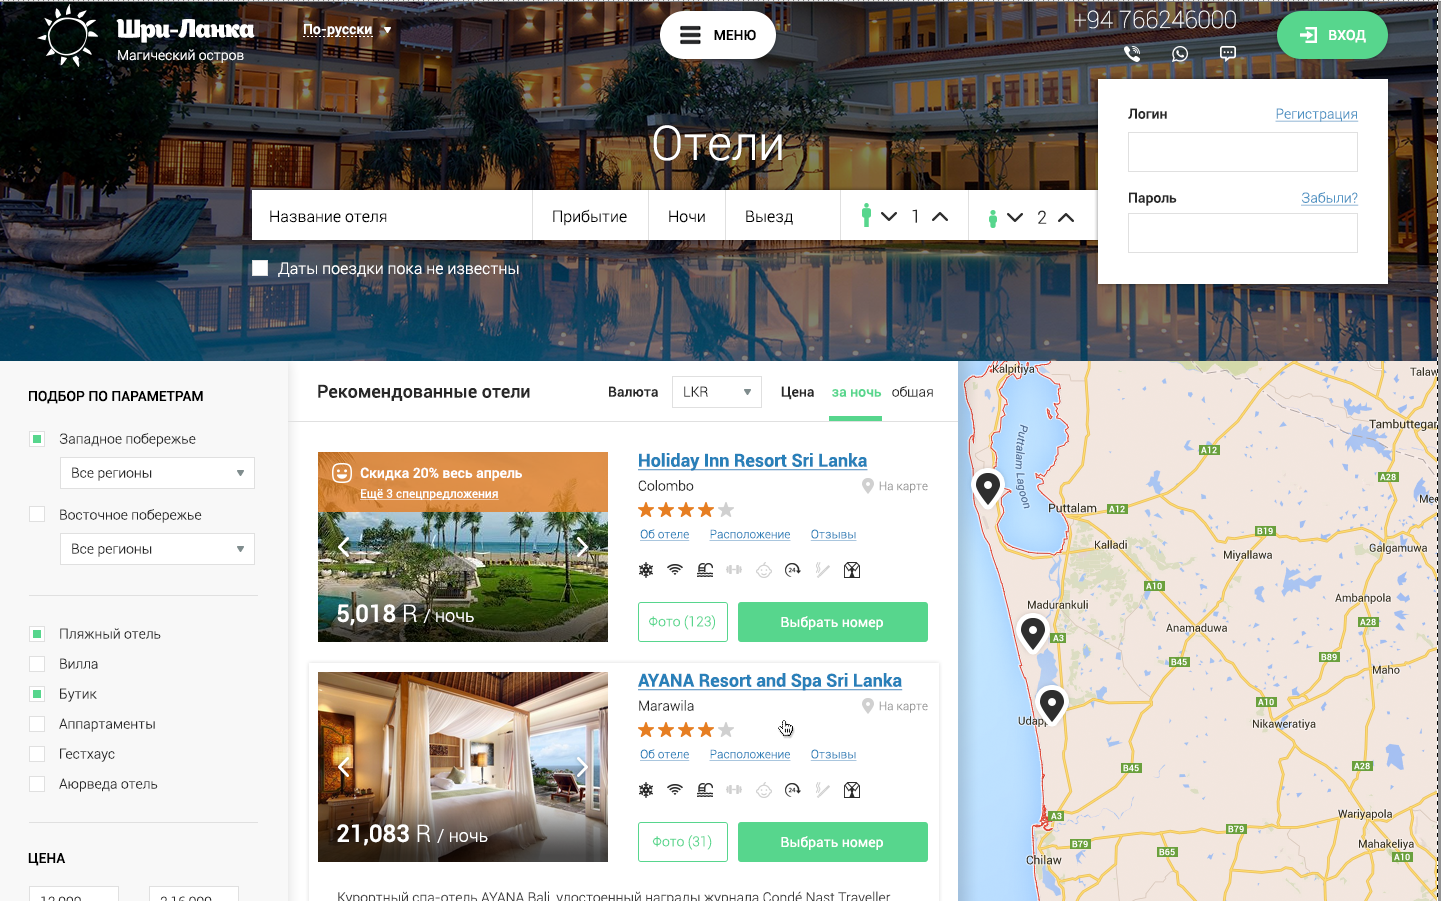 Шри-Ланка
Магический остров
По-русски
МЕНЮ
+94 766246000
ВХОД
Логин
Регистрация
Пароль
Забыли?
Отели
Название отеля
Прибытие
Ночи
Выезд
1
2
Даты поездки пока не известны
ПОДБОР ПО ПАРАМЕТРАМ
Западное побережье
Все регионы
Восточное побережье
Все регионы
Пляжный отель
Вилла
Бутик
Аппартаменты
Гестхаус
Аюрведа отель
ЦЕНА
12 000
2 16 000
Рекомендованные отели
Валюта
LKR
Цена
за ночь
общая
Скидка 20% весь апрель
Ещё 3 спецпредложения
5,018 R / ночь
Holiday Inn Resort Sri Lanka
Colombo
На карте
Об отеле
Расположение
Отзывы
24
Фото (123)
Выбрать номер
21,083 R / ночь
AYANA Resort and Spa Sri Lanka
Marawila
На карте
Об отеле
Расположение
Отзывы
24
Фото (31)
Выбрать номер
Курортный спа-отель AYANA Bali, удостоенный награды журнала Condé Nast Traveller
Kalpitiya
Talaw
Puttalam Lagoon
Tambuttegar
A12
A28
Mee
Puttalam
A12
B19
Kalladi
Miyallawa
Galgamuwa
A10
Ambanpola
Madurankuli
A28
Anamaduwa
A3
B89
B45
Maho
A10
Udapp
Nikaweratiya
B45
A28
A3
Wariyapola
B79
B79
Makeliya
B65
A10
Chilaw